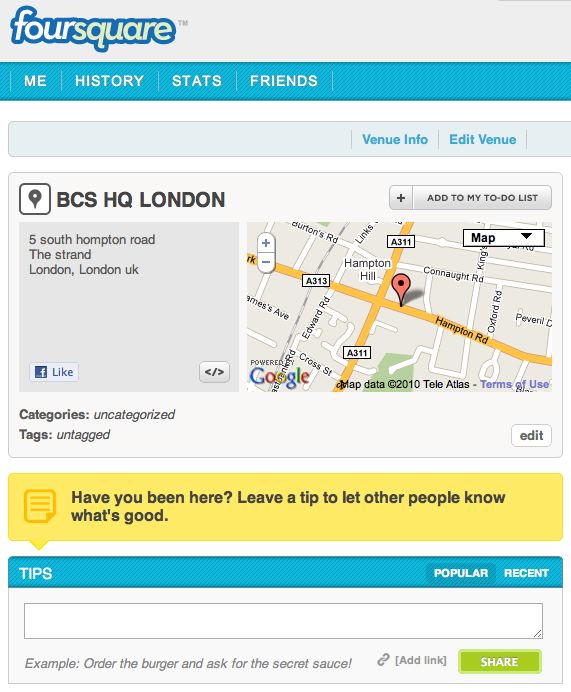 foursquare™
ME HISTORY STATS FRIENDS
Venue Info Edit Venue
BCS HQ LONDON
+ ADD TO MY TO-DO LIST
5 south hompton road
The strand
London, London uk
Like
</>
Burton's Rd
Links
A311
Map
+
−
Hampton
Hill
Connaught Rd
King's
rk
A313
ames's Ave
Edward Rd
Oxford Rd
Peveril D
Hampton Rd
A311
Cross St
Rd
POWERED
Google
Map data ©2010 Tele Atlas - Terms of Use
Categories: uncategorized
Tags: untagged
edit
Have you been here? Leave a tip to let other people know
what's good.
TIPS POPULAR RECENT
Example: Order the burger and ask for the secret sauce! [Add link] SHARE